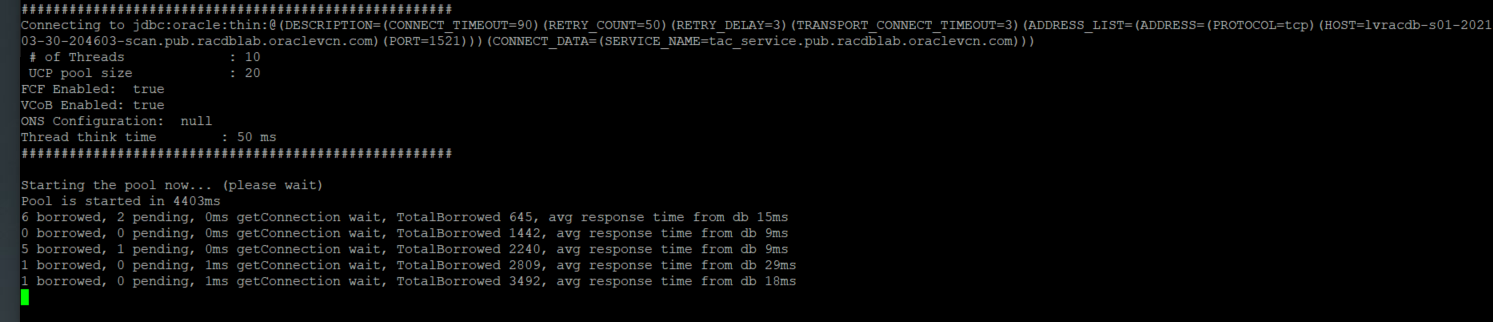 ######################################################
Connecting to jdbc:oracle:thin:@(DESCRIPTION=(CONNECT_TIMEOUT=90)(RETRY_COUNT=50)(RETRY_DELAY=3)(TRANSPORT_CONNECT_TIMEOUT=3)(ADDRESS_LIST=(ADDRESS=(PROTOCOL=tcp)(HOST=lvracdb-s01-2021
03-30-204603-scan.pub.racdblab.oraclevcn.com)(PORT=1521)))(CONNECT_DATA=(SERVICE_NAME=tac_service.pub.racdblab.oraclevcn.com)))
# of Threads : 10
UCP pool size : 20
FCF Enabled: true
VCoB Enabled: true
ONS Configuration: null
Thread think time : 50 ms
######################################################
Starting the pool now... (please wait)
Pool is started in 4403ms
6 borrowed, 2 pending, 0ms getConnection wait, TotalBorrowed 645, avg response time from db 15ms
0 borrowed, 0 pending, 0ms getConnection wait, TotalBorrowed 1442, avg response time from db 9ms
5 borrowed, 1 pending, 0ms getConnection wait, TotalBorrowed 2240, avg response time from db 9ms
1 borrowed, 0 pending, 1ms getConnection wait, TotalBorrowed 2809, avg response time from db 29ms
1 borrowed, 0 pending, 1ms getConnection wait, TotalBorrowed 3492, avg response time from db 18ms